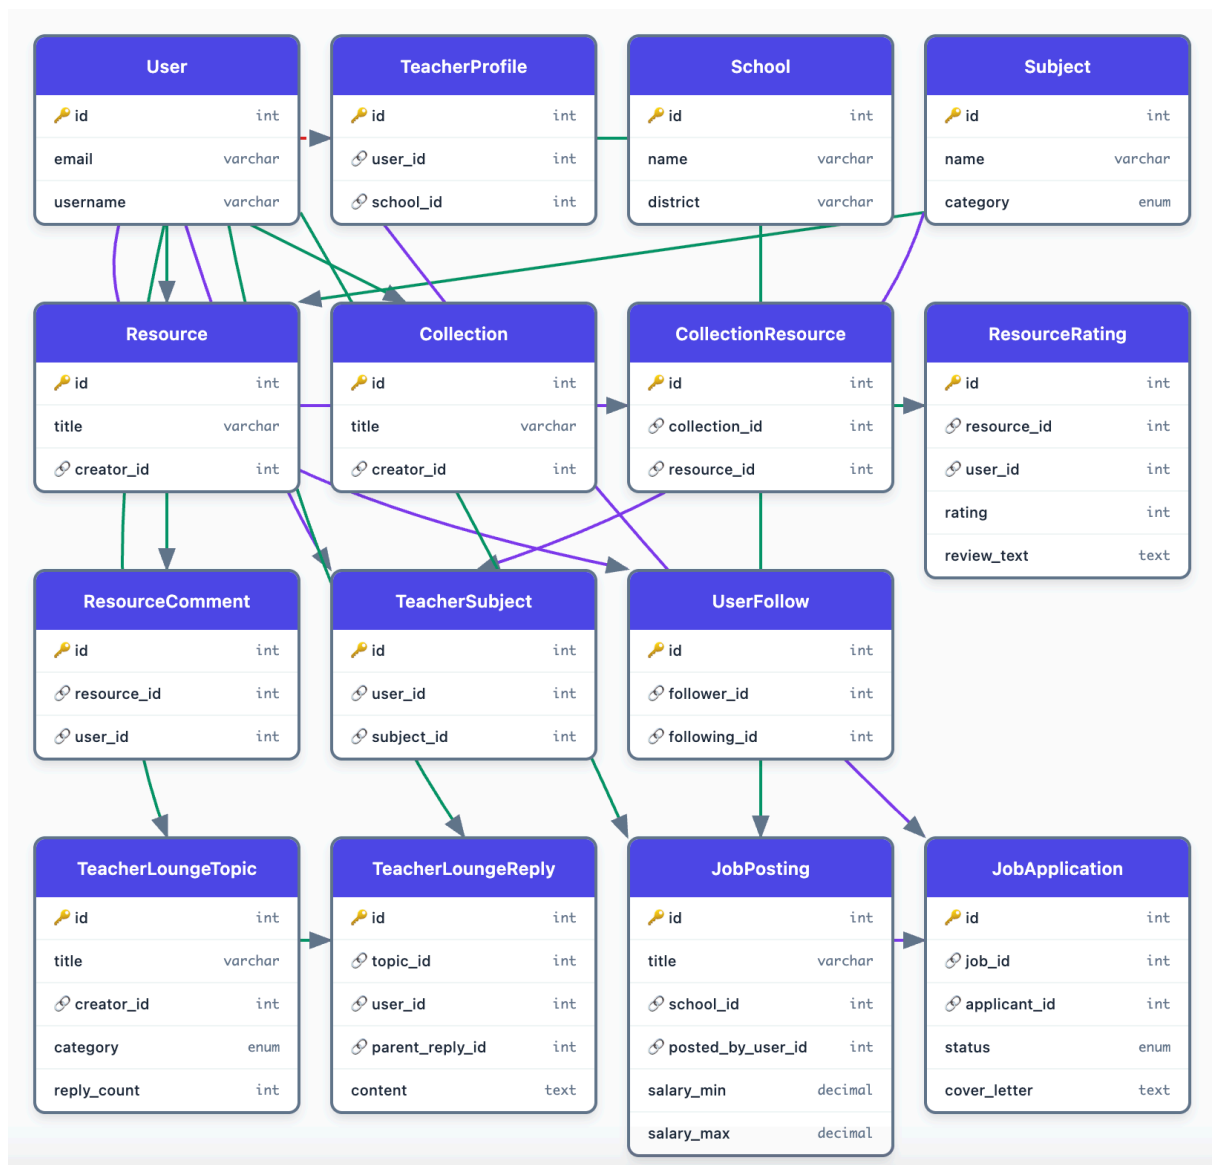 User
🔑 id int
email varchar
username varchar
TeacherProfile
🔑 id int
🔗 user_id int
🔗 school_id int
School
🔑 id int
name varchar
district varchar
Subject
🔑 id int
name varchar
category enum
Resource
🔑 id int
title varchar
🔗 creator_id int
Collection
🔑 id int
title varchar
🔗 creator_id int
CollectionResource
🔑 id int
🔗 collection_id int
🔗 resource_id int
ResourceRating
🔑 id int
🔗 resource_id int
🔗 user_id int
rating int
review_text text
ResourceComment
🔑 id int
🔗 resource_id int
🔗 user_id int
TeacherSubject
🔑 id int
🔗 user_id int
🔗 subject_id int
UserFollow
🔑 id int
🔗 follower_id int
🔗 following_id int
TeacherLoungeTopic
🔑 id int
title varchar
🔗 creator_id int
category enum
reply_count int
TeacherLoungeReply
🔑 id int
🔗 topic_id int
🔗 user_id int
🔗 parent_reply_id int
content text
JobPosting
🔑 id int
title varchar
🔗 school_id int
🔗 posted_by_user_id int
salary_min decimal
salary_max decimal
JobApplication
🔑 id int
🔗 job_id int
🔗 applicant_id int
status enum
cover_letter text